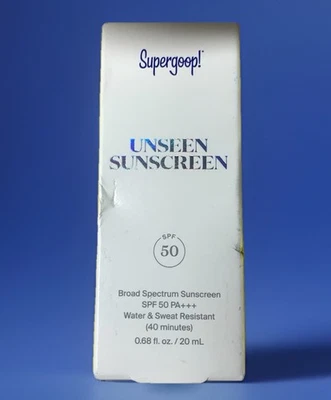 Supergoop!
UNSEEN
SUNSCREEN
SPF
50
Broad Spectrum Sunscreen
SPF 50 PA+++
Water & Sweat Resistant
(40 minutes)
0.68 fl. oz. / 20 mL